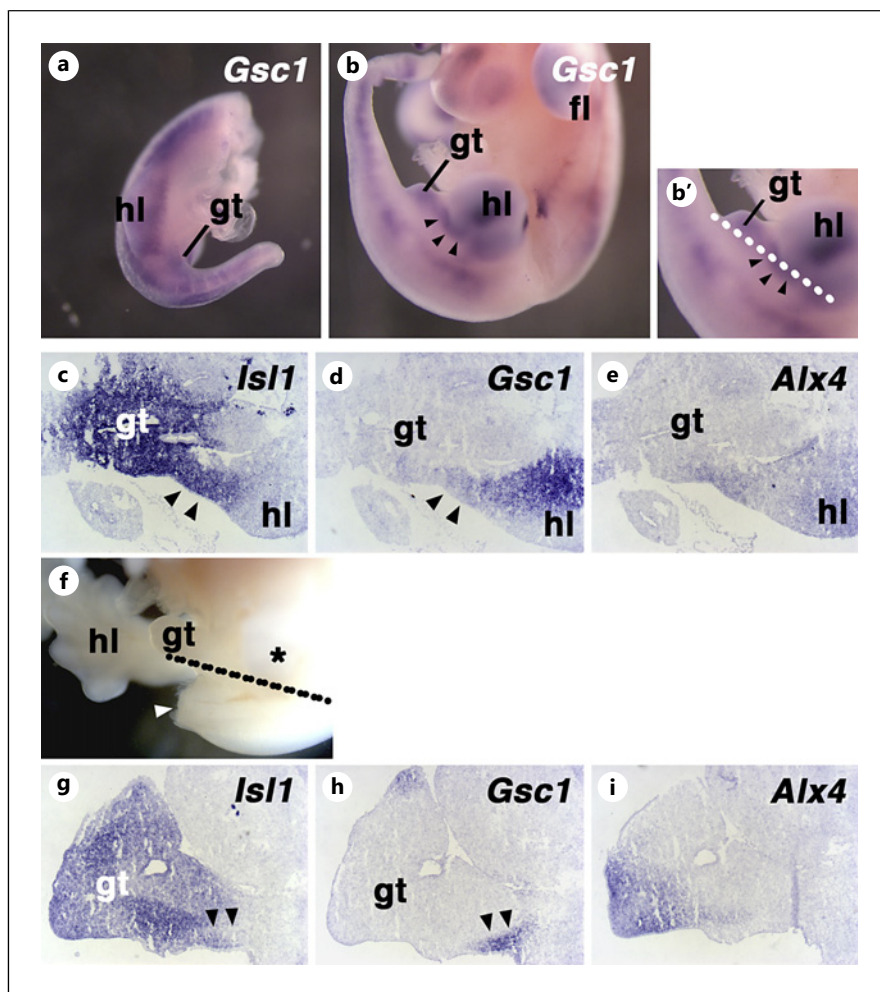 a Gsc1
hl gt
b Gsc1
fl
gt
hl
b'
gt
hl
c Isl1
gt
hl
d Gsc1
gt
hl
e Alx4
gt
hl
f
hl gt *
g Isl1
gt
h Gsc1
gt
i Alx4